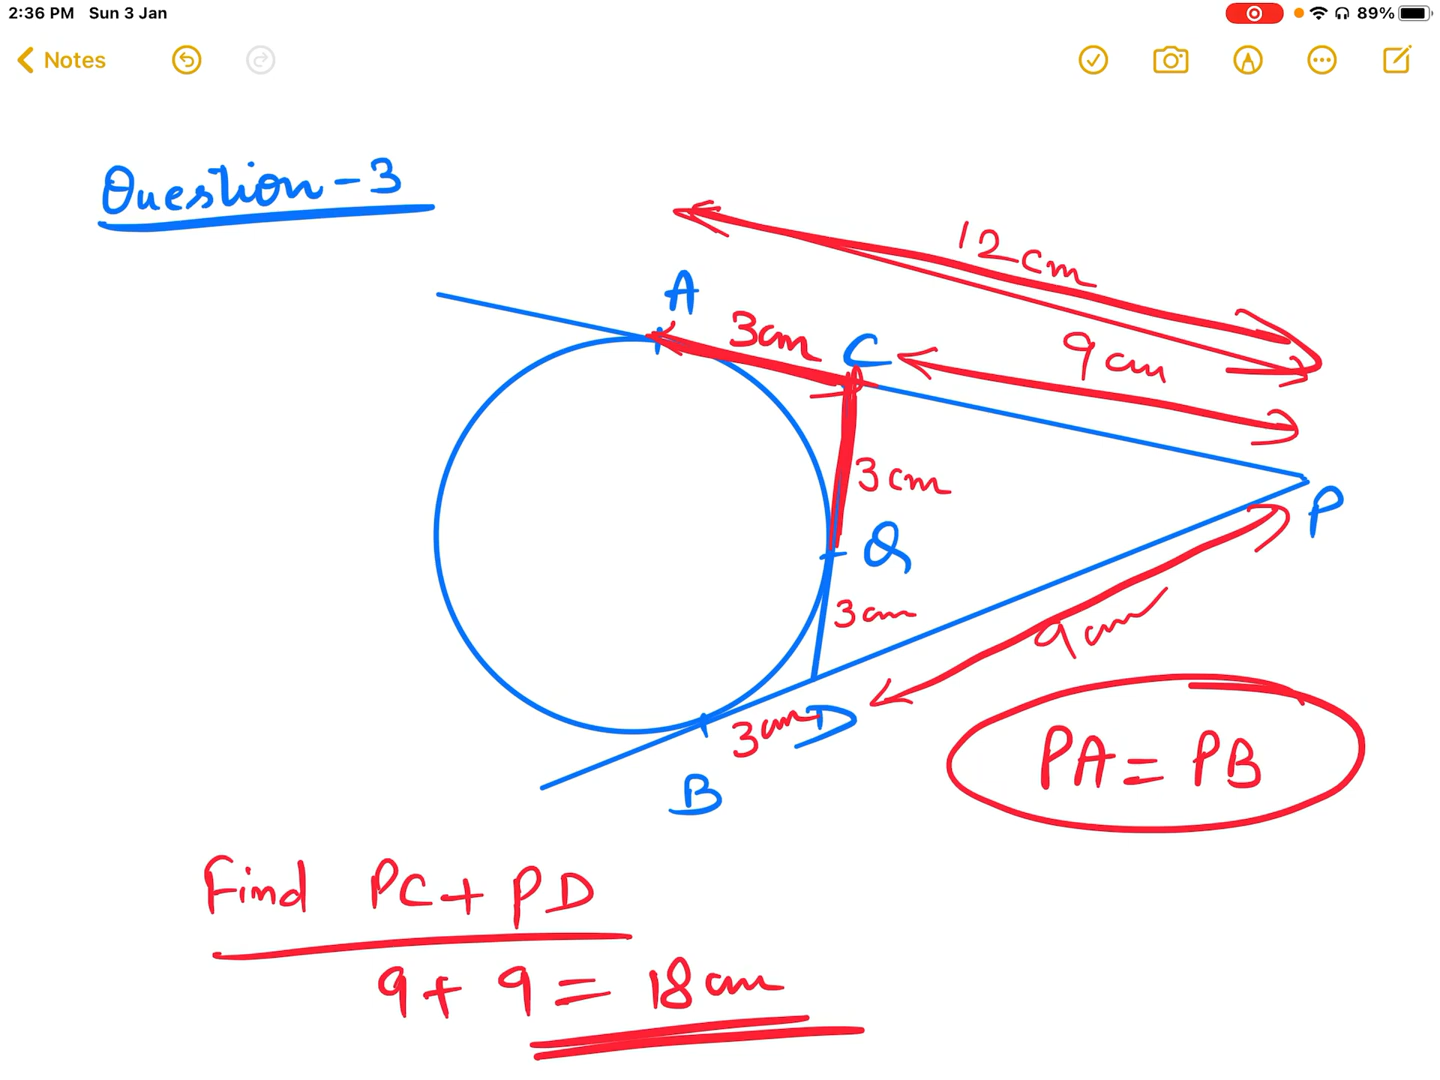 2:36 PM Sun 3 Jan
89%
Notes
Question-3
12 cm
A
3cm
C
9 cm
3 cm
P
Q
3 cm
9 cm
3 cm D
PA = PB
B
Find PC + PD
9 + 9 = 18 cm